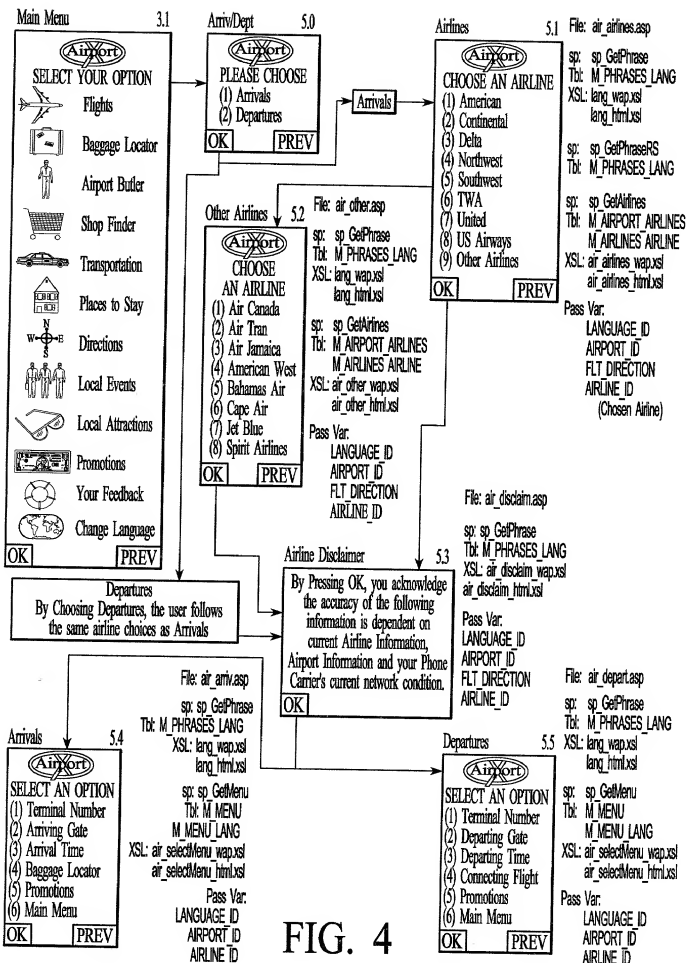 Main Menu 3.1
Airport
SELECT YOUR OPTION
Flights
Baggage Locator
Airport Butler
Shop Finder
Transportation
Places to Stay
N
W E
S
Directions
Local Events
Local Attractions
Promotions
Your Feedback
Change Language
OK PREV
Arriv/Dept 5.0
Airport
PLEASE CHOOSE
(1) Arrivals
(2) Departures
OK PREV
Arrivals
Airlines 5.1
Airport
CHOOSE AN AIRLINE
(1) American
(2) Continental
(3) Delta
(4) Northwest
(5) Southwest
(6) TWA
(7) United
(8) US Airways
(9) Other Airlines
OK PREV
File: air_airlines.asp
sp: sp_GetPhrase
Tbl: M_PHRASES_LANG
XSL: lang_wap.xsl
lang_html.xsl
sp: sp_GetPhraseRS
Tbl: M_PHRASES_LANG
sp: sp_GetAirlines
Tbl: M_AIRPORT_AIRLINES
M_AIRLINES_AIRLINE
XSL: air_airlines_wap.xsl
air_airlines_html.xsl
Pass Var:
LANGUAGE_ID
AIRPORT_ID
FLT_DIRECTION
AIRLINE_ID
(Chosen Airline)
Other Airlines 5.2
Airport
CHOOSE
AN AIRLINE
(1) Air Canada
(2) Air Tran
(3) Air Jamaica
(4) American West
(5) Bahamas Air
(6) Cape Air
(7) Jet Blue
(8) Spirit Airlines
OK PREV
File: air_other.asp
sp: sp_GetPhrase
Tbl: M_PHRASES_LANG
XSL: lang_wap.xsl
lang_html.xsl
sp: sp_GetAirlines
Tbl: M_AIRPORT_AIRLINES
M_AIRLINES_AIRLINE
XSL: air_other_wap.xsl
air_other_html.xsl
Pass Var:
LANGUAGE_ID
AIRPORT_ID
FLT_DIRECTION
AIRLINE_ID
Departures
By Choosing Departures, the user follows
the same airline choices as Arrivals
Airline Disclaimer 5.3
By Pressing OK, you acknowledge
the accuracy of the following
information is dependent on
current Airline Information,
Airport Information and your Phone
Carrier's current network condition.
OK
File: air_disclaim.asp
sp: sp_GetPhrase
Tbl: M_PHRASES_LANG
XSL: air_disclaim_wap.xsl
air_disclaim_html.xsl
Pass Var:
LANGUAGE_ID
AIRPORT_ID
FLT_DIRECTION
AIRLINE_ID
Arrivals 5.4
Airport
SELECT AN OPTION
(1) Terminal Number
(2) Arriving Gate
(3) Arrival Time
(4) Baggage Locator
(5) Promotions
(6) Main Menu
OK PREV
File: air_arriv.asp
sp: sp_GetPhrase
Tbl: M_PHRASES_LANG
XSL: lang_wap.xsl
lang_html.xsl
sp: sp_GetMenu
Tbl: M_MENU
M_MENU_LANG
XSL: air_selectMenu_wap.xsl
air_selectMenu_html.xsl
Pass Var:
LANGUAGE_ID
AIRPORT_ID
AIRLINE_ID
Departures 5.5
Airport
SELECT AN OPTION
(1) Terminal Number
(2) Departing Gate
(3) Departing Time
(4) Connecting Flight
(5) Promotions
(6) Main Menu
OK PREV
File: air_depart.asp
sp: sp_GetPhrase
Tbl: M_PHRASES_LANG
XSL: lang_wap.xsl
lang_html.xsl
sp: sp_GetMenu
Tbl: M_MENU
M_MENU_LANG
XSL: air_selectMenu_wap.xsl
air_selectMenu_html.xsl
Pass Var:
LANGUAGE_ID
AIRPORT_ID
AIRLINE_ID
FIG. 4